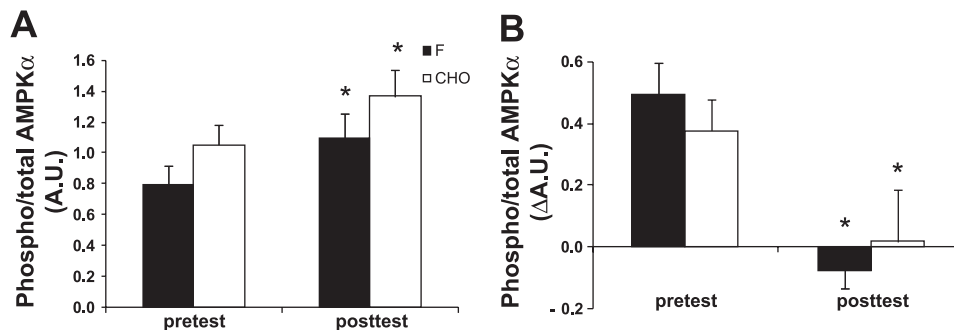 A
Phospho/total AMPKα
(A.U.)
1.6
1.4
1.2
1.0
0.8
0.6
0.4
0.2
0.0
*
*
F
CHO
pretest
posttest
B
Phospho/total AMPKα
(ΔA.U.)
0.6
0.4
0.2
0.0
-
0.2
*
*
pretest
posttest